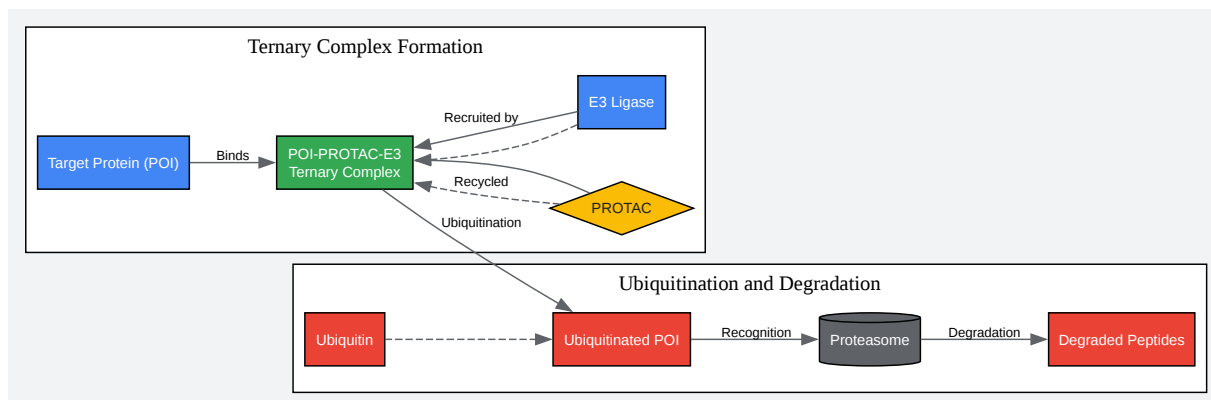 Ternary Complex Formation
E3 Ligase
Recruited by
Target Protein (POI)
Binds
POI-PROTAC-E3
Ternary Complex
Recycled
PROTAC
Ubiquitination
Ubiquitination and Degradation
Ubiquitin
Ubiquitinated POI
Recognition
Proteasome
Degradation
Degraded Peptides